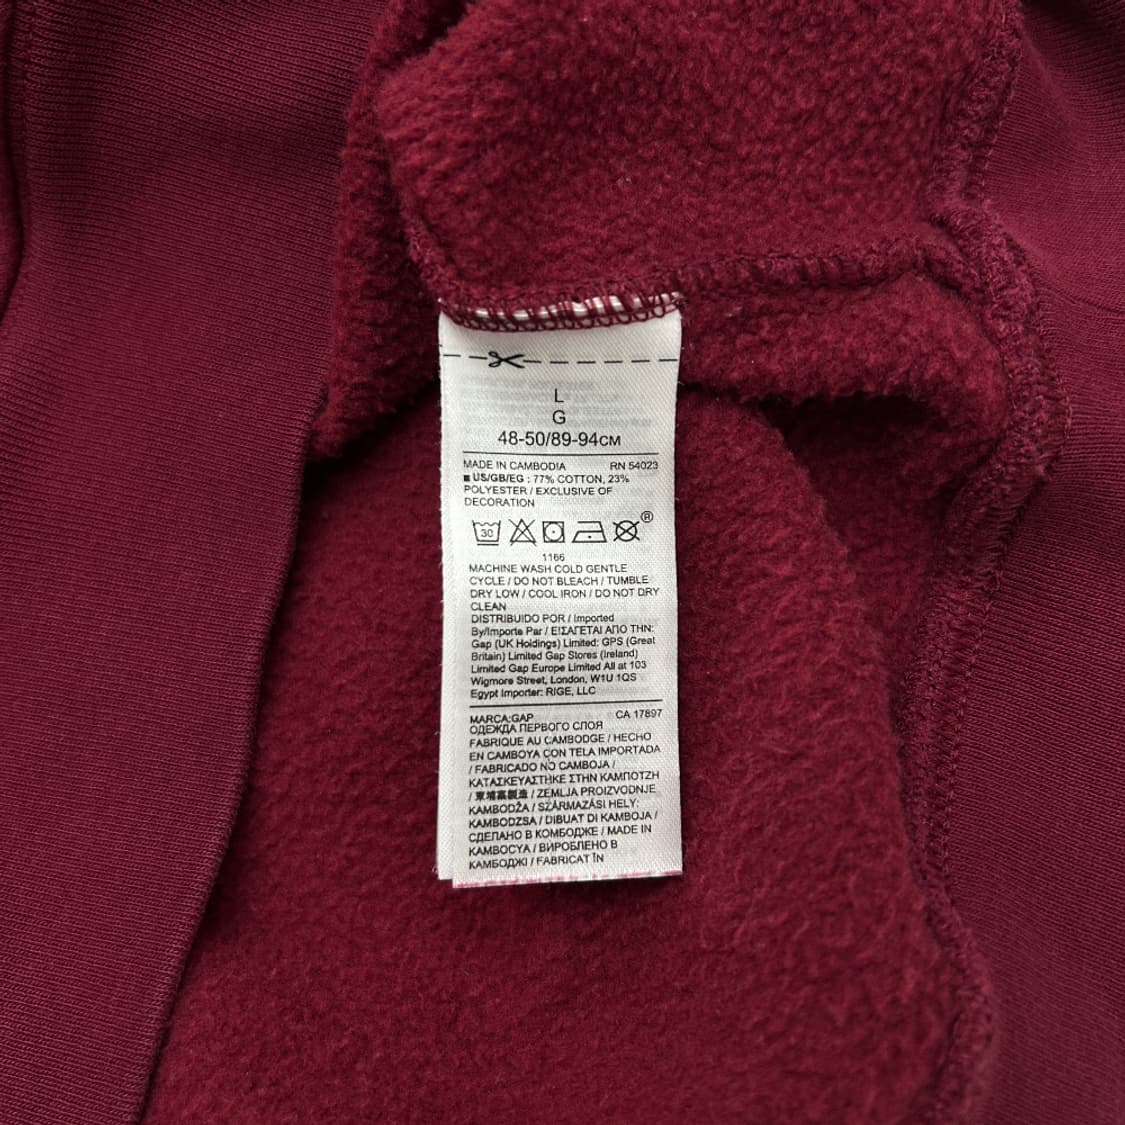 L
G
48-50/89-94CM
MADE IN CAMBODIA RN 54023
■ US/GB/EG : 77% COTTON, 23%
POLYESTER / EXCLUSIVE OF
DECORATION
30
®
1166
MACHINE WASH COLD GENTLE
CYCLE / DO NOT BLEACH / TUMBLE
DRY LOW / COOL IRON / DO NOT DRY
CLEAN
DISTRIBUIDO POR / Imported
By/Importe Par / ΕΙΣΑΓΕΤΑΙ ΑΠΟ ΤΗΝ:
Gap (UK Holdings) Limited: GPS (Great
Britain) Limited Gap Stores (Ireland)
Limited Gap Europe Limited All at 103
Wigmore Street, London, W1U 1QS
Egypt Importer: RIGE, LLC
MARCA:GAP CA 17897
ОДЕЖДА ПЕРВОГО СЛОЯ
FABRIQUE AU CAMBODGE / HECHO
EN CAMBOYA CON TELA IMPORTADA
/ FABRICADO NO CAMBOJA /
ΚΑΤΑΣΚΕΥΑΣΤΗΚΕ ΣΤΗΝ ΚΑΜΠΟΤΖΗ
/ 柬埔寨製造 / ZEMLJA PROIZVODNJE
KAMBODŽA / SZÁRMAZÁSI HELY:
KAMBODZSA / DIBUAT DI KAMBOJA /
СДЕЛАНО В КОМБОДЖЕ / MADE IN
KAMBOCYA / ВИРОБЛЕНО В
КАМБОДЖІ / FABRICAT ÎN